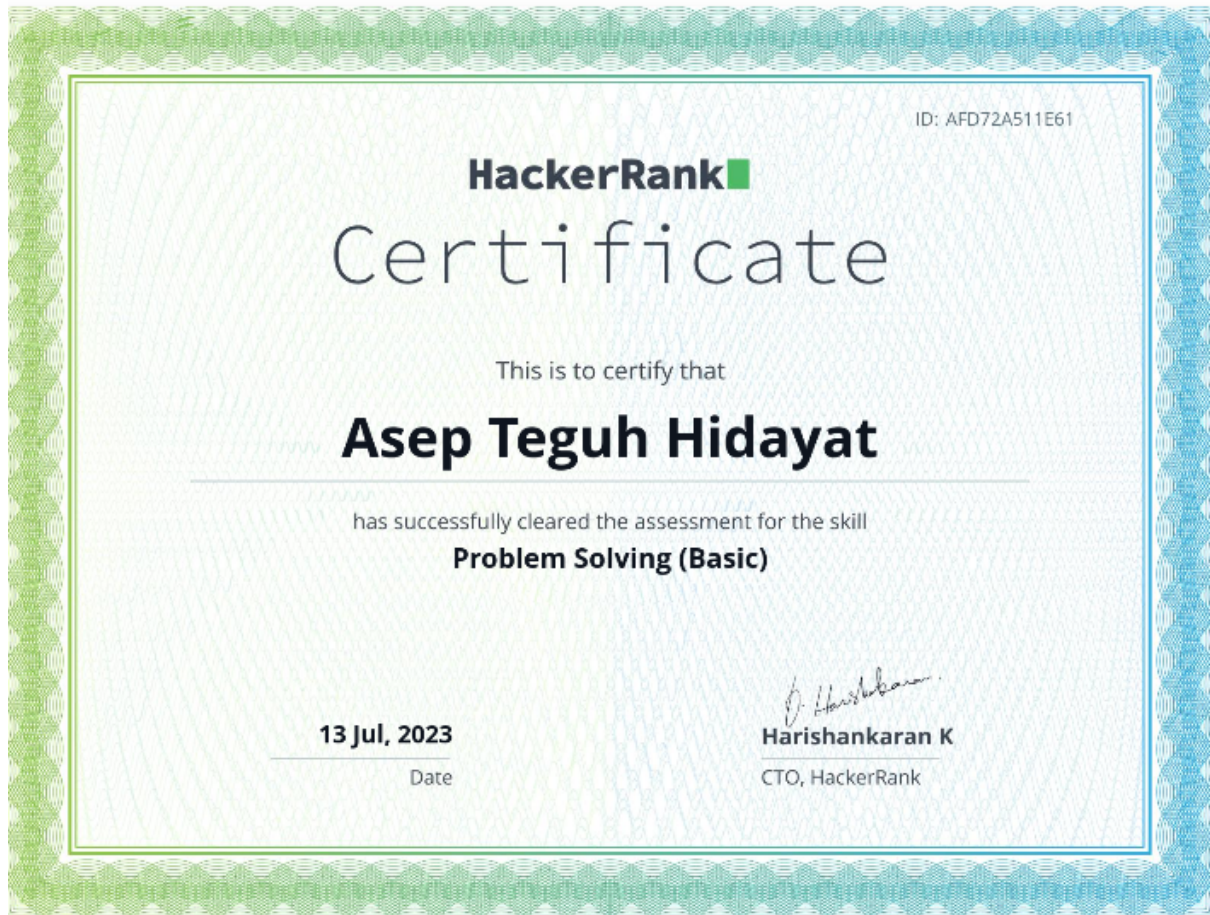 ID: AFD72A511E61
HackerRank
Certificate
This is to certify that
Asep Teguh Hidayat
has successfully cleared the assessment for the skill
Problem Solving (Basic)
13 Jul, 2023
Date
Harishankaran K
CTO, HackerRank